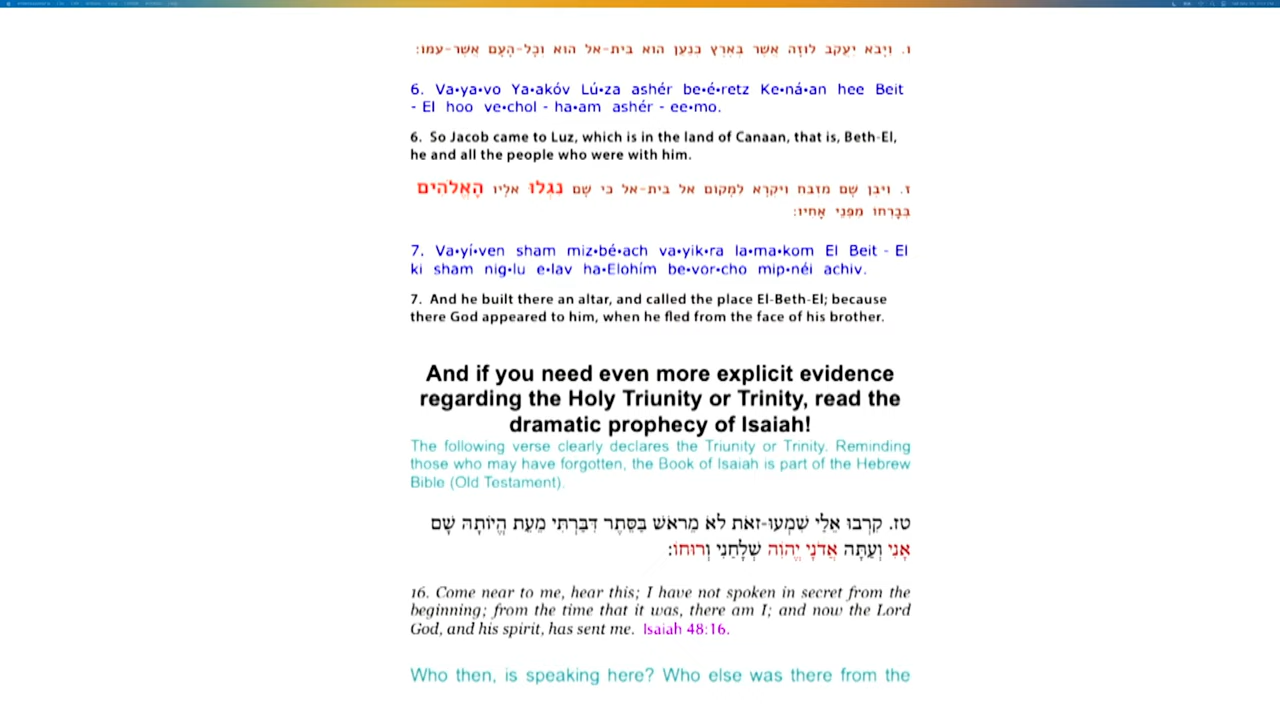 ו. וַיָּבֹא יַעֲקֹב לוּזָה אֲשֶׁר בְּאֶרֶץ כְּנַעַן הִוא בֵּית-אֵל הוּא וְכָל-הָעָם אֲשֶׁר-עִמּוֹ:
6. Va•ya•vo Ya•akóv Lú•za ashér be•é•retz Ke•ná•an hee Beit
- El hoo ve•chol - ha•am ashér - ee•mo.
6. So Jacob came to Luz, which is in the land of Canaan, that is, Beth-El,
he and all the people who were with him.
ז. וַיִּבֶן שָׁם מִזְבֵּחַ וַיִּקְרָא לַמָּקוֹם אֵל בֵּית-אֵל כִּי שָׁם נִגְלוּ אֵלָיו הָאֱלֹהִים
בְּבָרְחוֹ מִפְּנֵי אָחִיו:
7. Va•yí•ven sham miz•bé•ach va•yik•ra la•ma•kom El Beit - El
ki sham nig•lu e•lav ha•Elohím be•vor•cho mip•néi achiv.
7. And he built there an altar, and called the place El-Beth-El; because
there God appeared to him, when he fled from the face of his brother.
And if you need even more explicit evidence
regarding the Holy Triunity or Trinity, read the
dramatic prophecy of Isaiah!
The following verse clearly declares the Triunity or Trinity. Reminding
those who may have forgotten, the Book of Isaiah is part of the Hebrew
Bible (Old Testament).
טז. קִרְבוּ אֵלַי שִׁמְעוּ-זֹאת לֹא מֵרֹאשׁ בַּסֵּתֶר דִּבַּרְתִּי מֵעֵת הֱיוֹתָהּ שָׁם
אָנִי וְעַתָּה אֲדֹנָי יֱהֹוִה שְׁלָחַנִי וְרוּחוֹ:
16. Come near to me, hear this; I have not spoken in secret from the
beginning; from the time that it was, there am I; and now the Lord
God, and his spirit, has sent me. Isaiah 48:16.
Who then, is speaking here? Who else was there from the